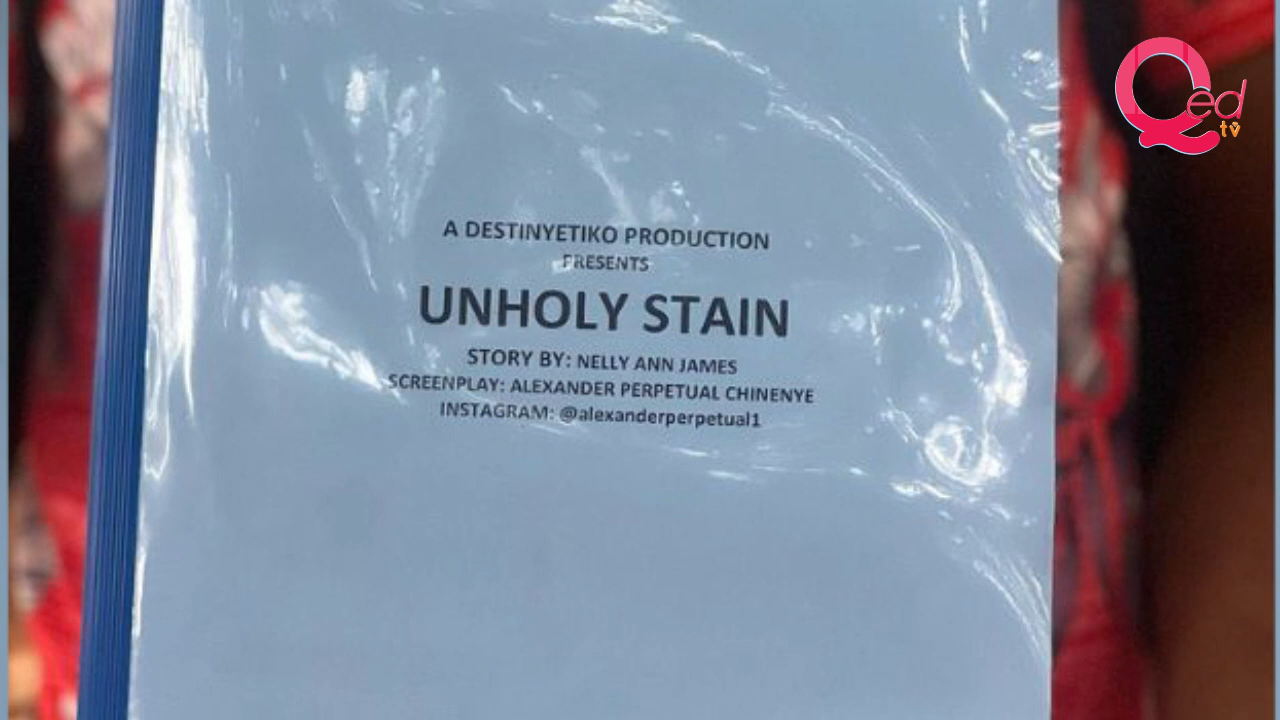 Qed
tv
A DESTINYETIKO PRODUCTION
PRESENTS
UNHOLY STAIN
STORY BY: NELLY ANN JAMES
SCREENPLAY: ALEXANDER PERPETUAL CHINENYE
INSTAGRAM: @alexanderperpetual1